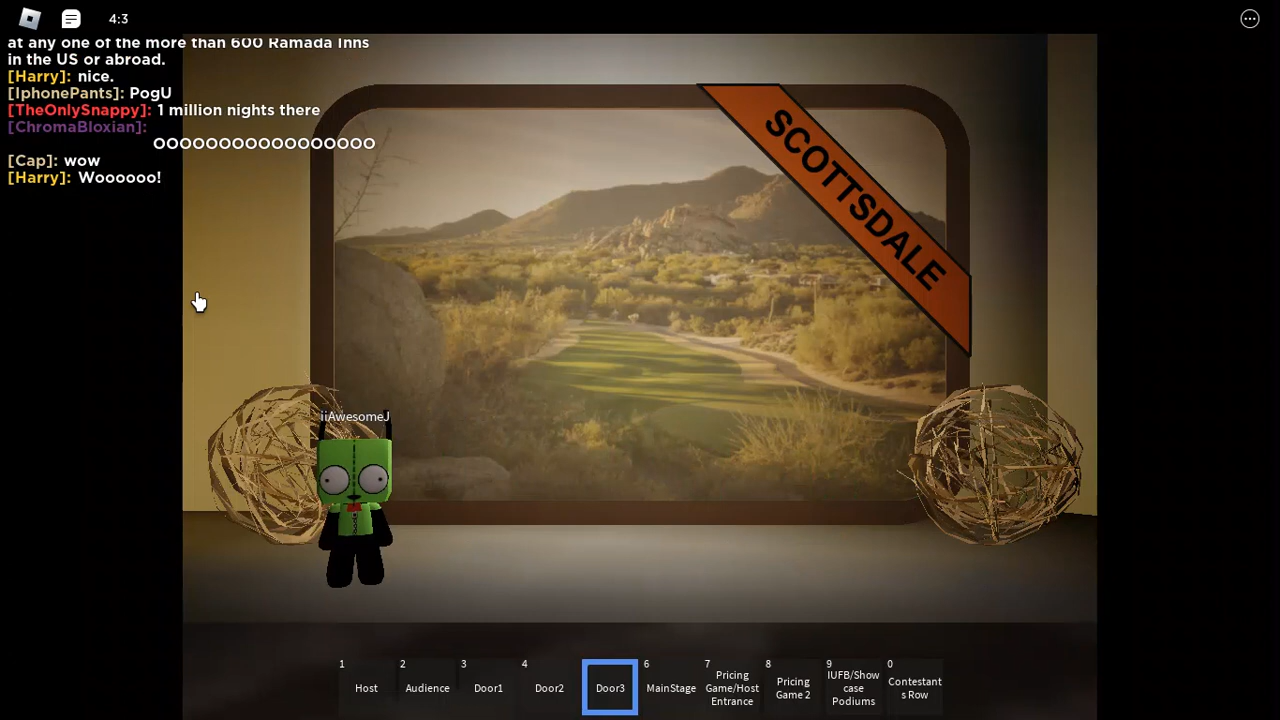 4:3
at any one of the more than 600 Ramada Inns
in the US or abroad.
[Harry]: nice.
[IphonePants]: PogU
[TheOnlySnappy]: 1 million nights there
[ChromaBloxian]:
OOOOOOOOOOOOOOOOO
[Cap]: wow
[Harry]: Woooooo!
SCOTTSDALE
iiAwesomeJ
1
Host
2
Audience
3
Door1
4
Door2
Door3
6
MainStage
7
Pricing
Game/Host
Entrance
8
Pricing
Game 2
9
IUFB/Show
case
Podiums
0
Contestant
s Row